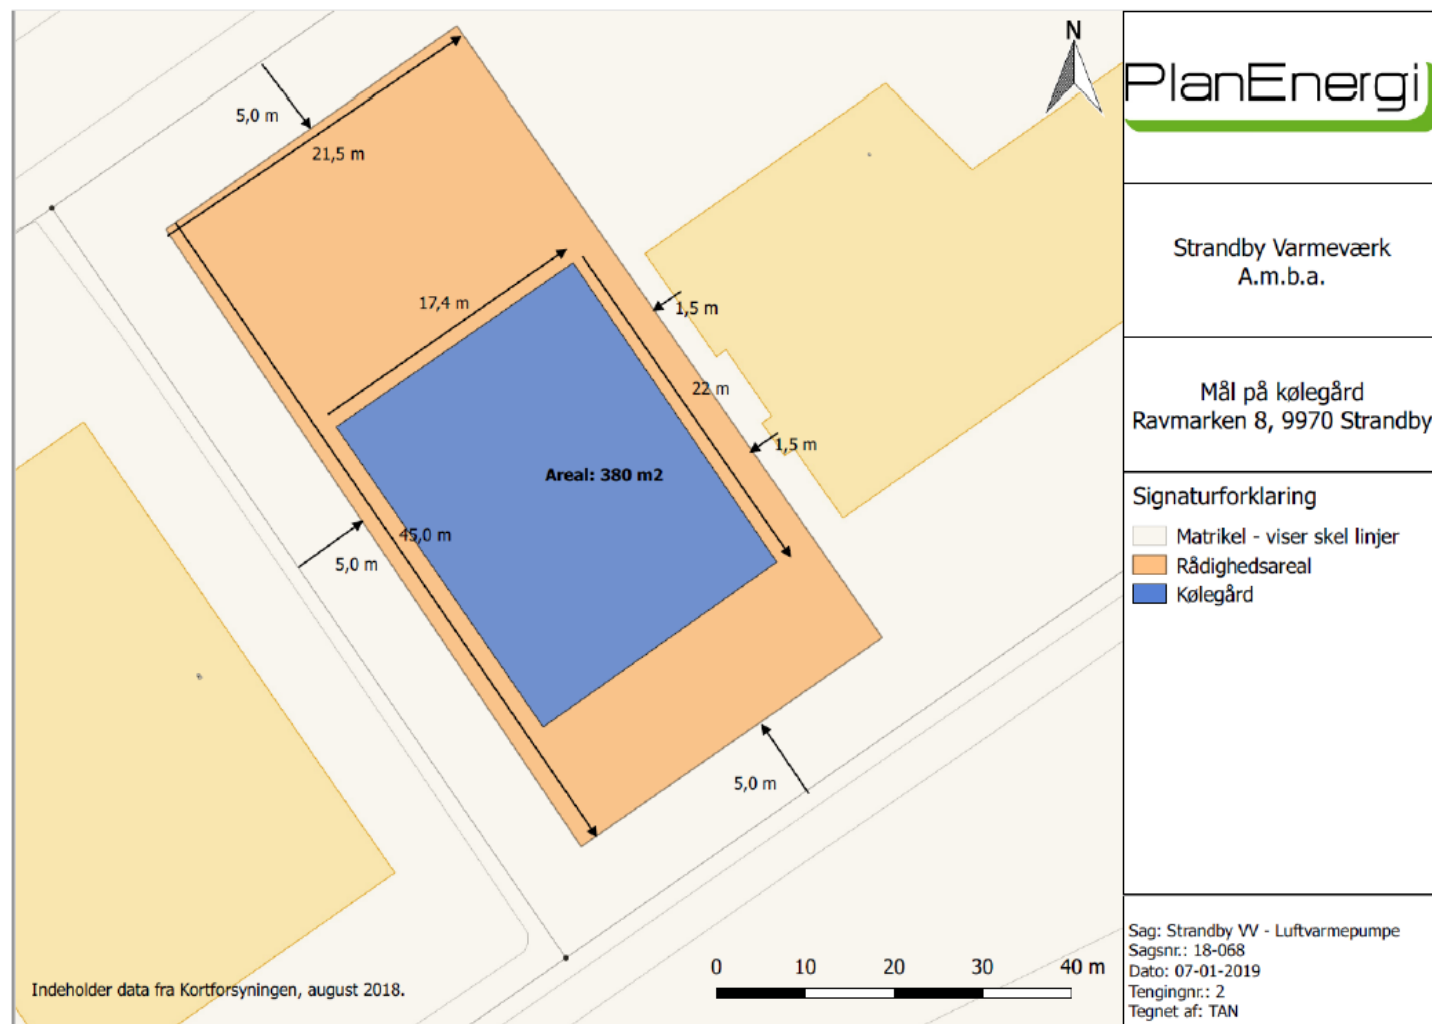 N
5,0 m
21,5 m
17,4 m
1,5 m
22 m
1,5 m
Areal: 380 m2
45,0 m
5,0 m
5,0 m
0 10 20 30 40 m
Indeholder data fra Kortforsyningen, august 2018.
PlanEnergi
Strandby Varmeværk
A.m.b.a.
Mål på kølegård
Ravmarken 8, 9970 Strandby
Signaturforklaring
Matrikel - viser skel linjer
Rådighedsareal
Kølegård
Sag: Strandby VV - Luftvarmepumpe
Sagsnr.: 18-068
Dato: 07-01-2019
Tengingnr.: 2
Tegnet af: TAN